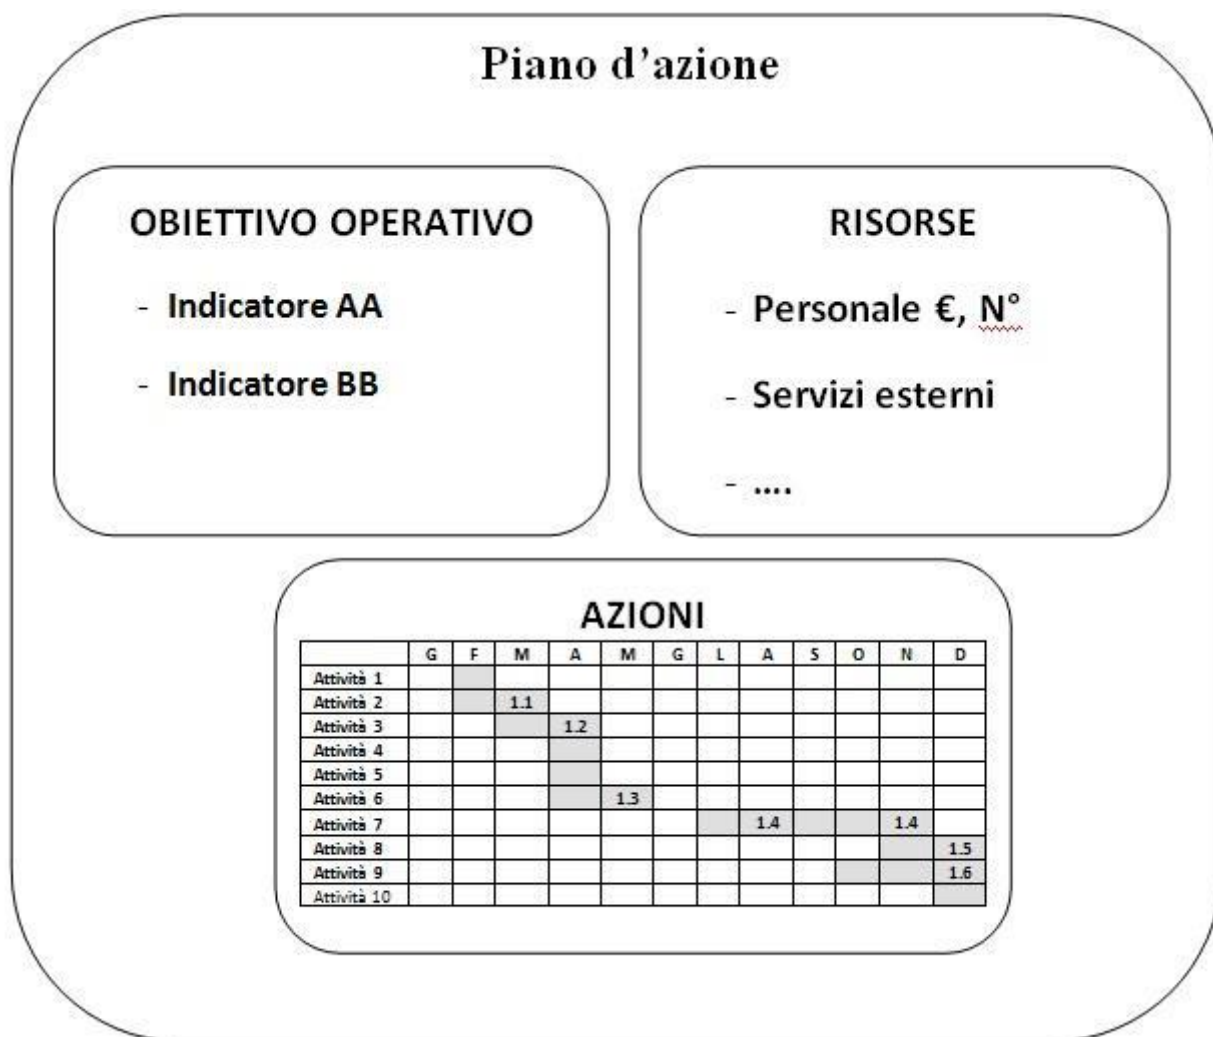 Piano d’azione
OBIETTIVO OPERATIVO
- Indicatore AA
- Indicatore BB
RISORSE
- Personale €, N°
- Servizi esterni
- ....
AZIONI
G F M A M G L A S O N D
Attività 1
Attività 2 1.1
Attività 3 1.2
Attività 4
Attività 5
Attività 6 1.3
Attività 7 1.4 1.4
Attività 8 1.5
Attività 9 1.6
Attività 10